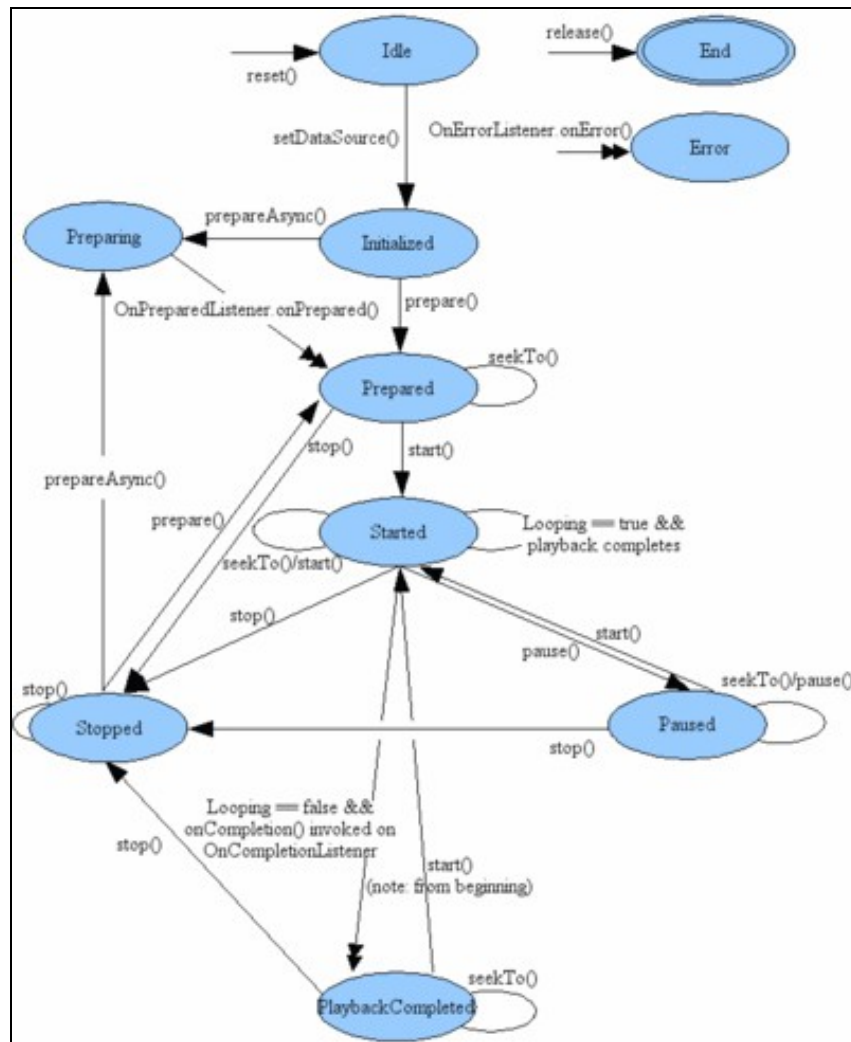 Idle
release()
End
reset()
setDataSource()
OnErrorListener.onError()
Error
prepareAsync()
Preparing
Initialized
OnPreparedListener.onPrepared()
prepare()
seekTo()
Prepared
stop()
start()
prepareAsync()
prepare()
Started
Looping == true &&
playback completes
seekTo()/start()
stop()
start()
pause()
stop()
seekTo()/pause()
Stopped
Paused
stop()
Looping == false &&
onCompletion() invoked on
OnCompletionListener
stop()
start()
(note: from beginning)
seekTo()
PlaybackCompleted